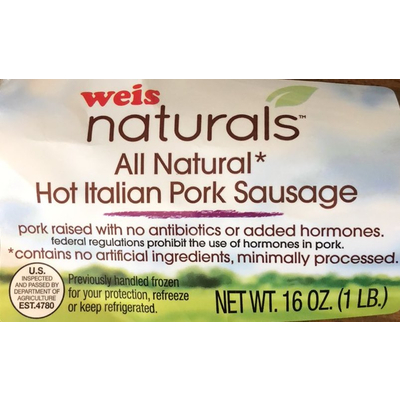 weis
naturals™
All Natural*
Hot Italian Pork Sausage
pork raised with no antibiotics or added hormones.
federal regulations prohibit the use of hormones in pork.
*contains no artificial ingredients, minimally processed.
U.S.
INSPECTED
AND PASSED BY
DEPARTMENT OF
AGRICULTURE
EST.4780
Previously handled frozen
for your protection, refreeze
or keep refrigerated.
NET WT. 16 OZ. (1 LB.)